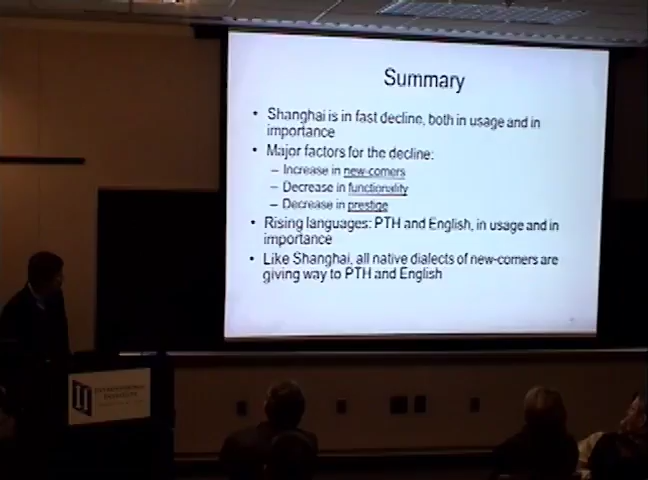 Summary
• Shanghai is in fast decline, both in usage and in
importance
• Major factors for the decline:
– Increase in new-comers
– Decrease in functionality
– Decrease in prestige
• Rising languages: PTH and English, in usage and in
importance
• Like Shanghai, all native dialects of new-comers are
giving way to PTH and English